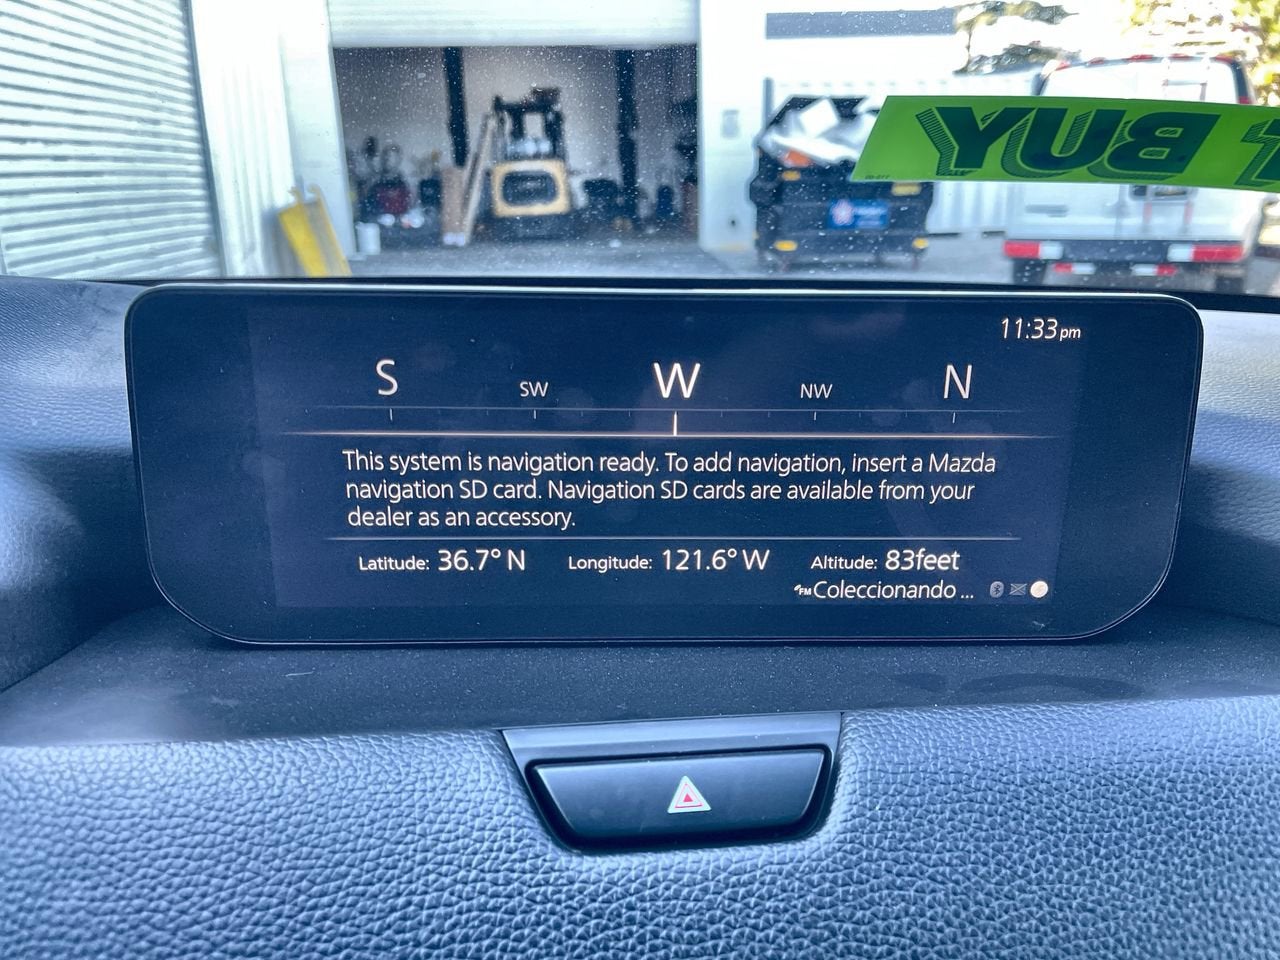 YUB
11:33pm
S SW W NW N
This system is navigation ready. To add navigation, insert a Mazda
navigation SD card. Navigation SD cards are available from your
dealer as an accessory.
Latitude: 36.7° N Longitude: 121.6° W Altitude: 83feet
FM Coleccionando ...